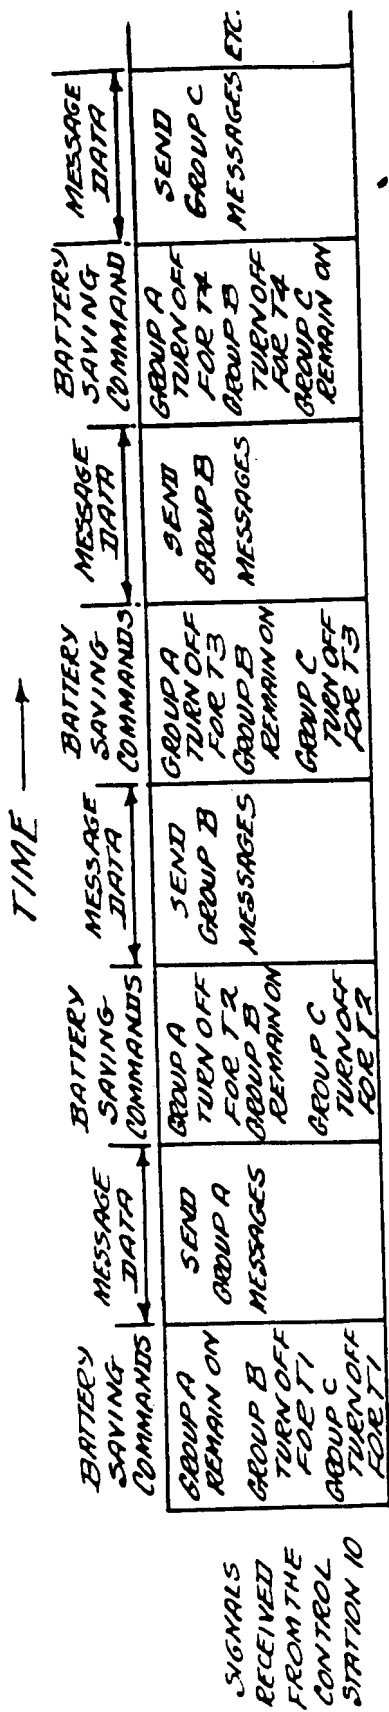 TIME
BATTERY
SAVING
COMMANDS
MESSAGE
DATA
BATTERY
SAVING
COMMANDS
MESSAGE
DATA
BATTERY
SAVING
COMMANDS
MESSAGE
DATA
BATTERY
SAVING
COMMAND
MESSAGE
DATA
SIGNALS
RECEIVED
FROM THE
CONTROL
STATION 10
GROUP A
REMAIN ON
GROUP B
TURN OFF
FOR T1
GROUP C
TURN OFF
FOR T1
SEND
GROUP A
MESSAGES
GROUP A
TURN OFF
FOR T2
GROUP B
REMAIN ON
GROUP C
TURN OFF
FOR T2
SEND
GROUP B
MESSAGES
GROUP A
TURN OFF
FOR T3
GROUP B
REMAIN ON
GROUP C
TURN OFF
FOR T3
SEND
GROUP B
MESSAGES
GROUP A
TURN OFF
FOR T4
GROUP B
TURN OFF
FOR T4
GROUP C
REMAIN ON
SEND
GROUP C
MESSAGES
ETC.